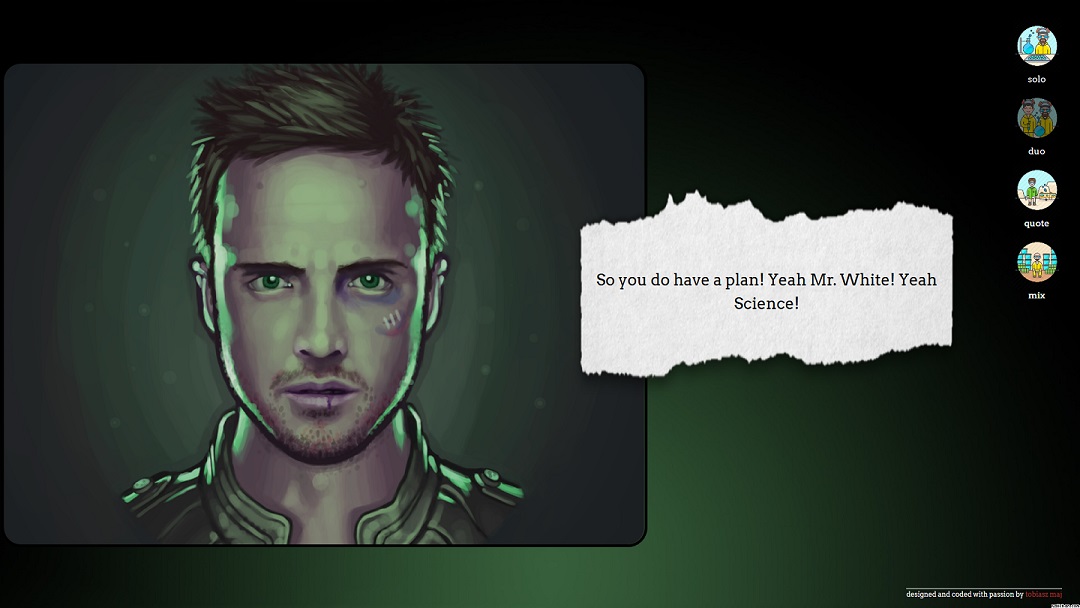 solo
duo
quote
mix
So you do have a plan! Yeah Mr. White! Yeah
Science!
designed and coded with passion by tobiasz maj